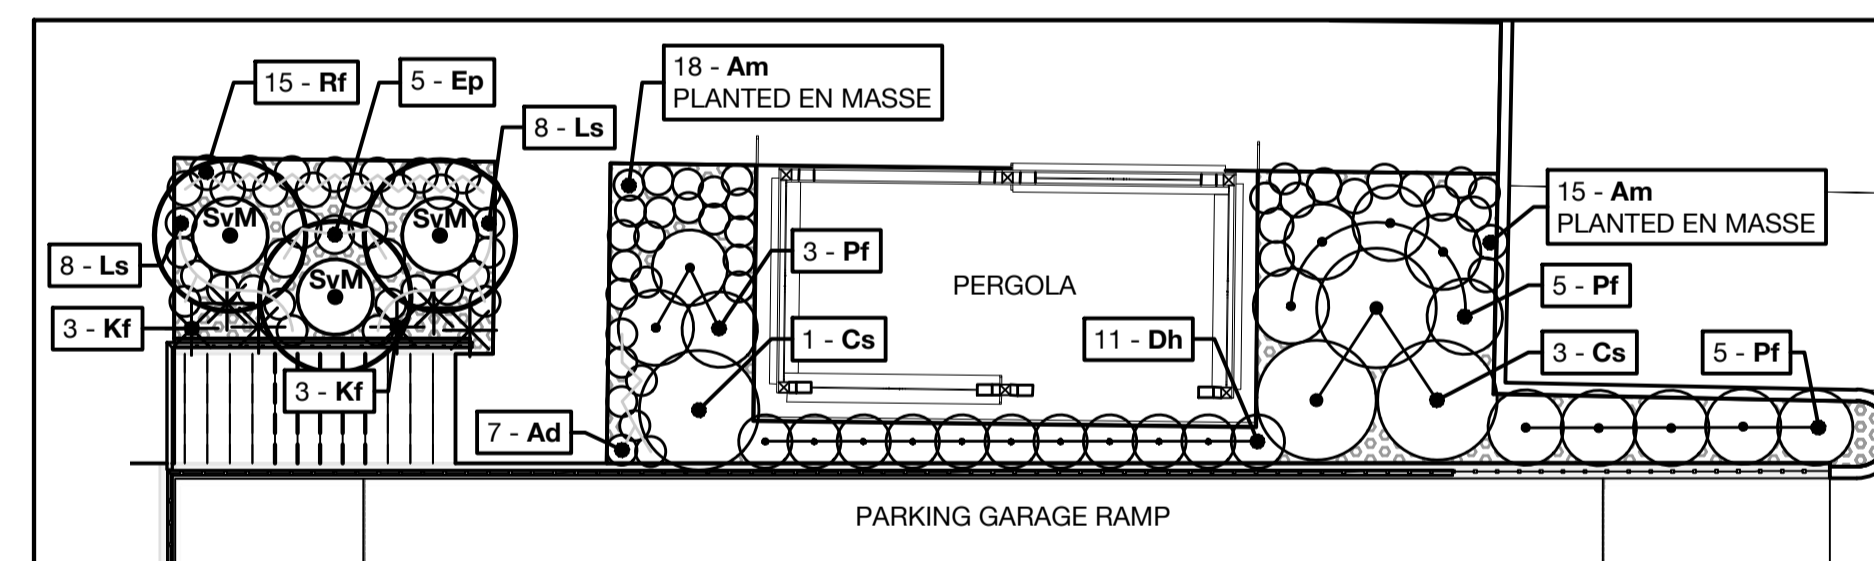 15 - Rf
5 - Ep
18 - Am
PLANTED EN MASSE
8 - Ls
SvM
SvM
SvM
8 - Ls
3 - Kf
3 - Kf
7 - Ad
3 - Pf
1 - Cs
PERGOLA
11 - Dh
15 - Am
PLANTED EN MASSE
5 - Pf
3 - Cs
5 - Pf
PARKING GARAGE RAMP